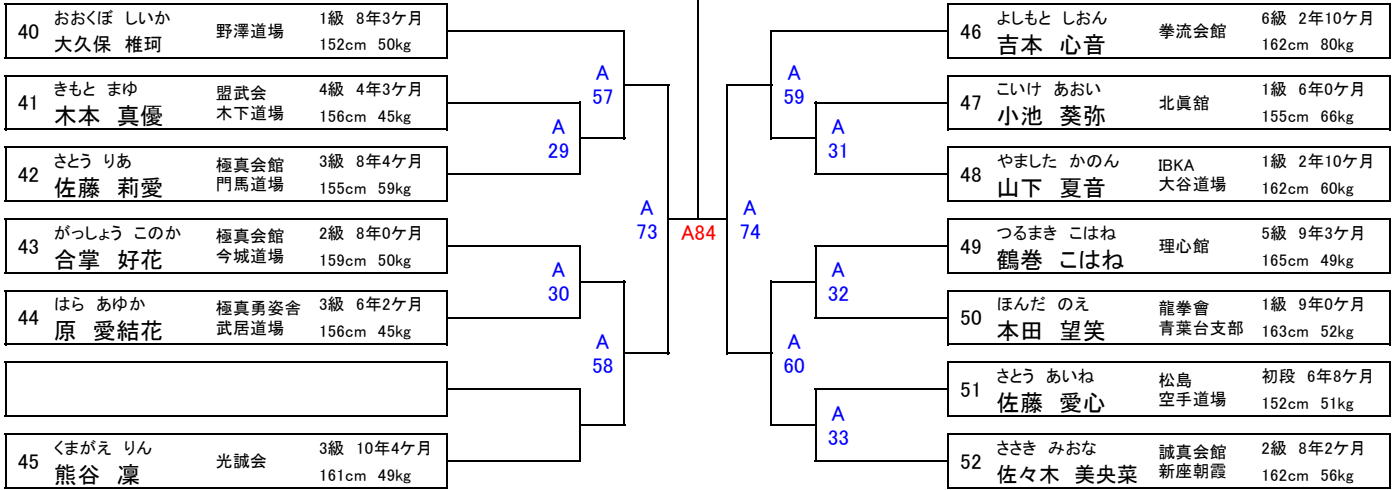 40 おおくぼ しいか 野澤道場 1級 8年3ケ月
大久保 椎珂 152cm 50kg
41 きもと まゆ 盟武会 4級 4年3ケ月
木本 真優 木下道場 156cm 45kg
42 さとう りあ 極真会館 3級 8年4ケ月
佐藤 莉愛 門馬道場 155cm 59kg
43 がっしょう このか 極真会館 2級 8年0ケ月
合掌 好花 今城道場 159cm 50kg
44 はら あゆか 極真勇姿舎 3級 6年2ケ月
原 愛結花 武居道場 156cm 45kg
45 くまがえ りん 光誠会 3級 10年4ケ月
熊谷 凜 161cm 49kg
A
57
A
29
A
73
A
30
A
58
A84
A
59
A
31
A
74
A
32
A
60
A
33
46 よしもと しおん 拳流会館 6級 2年10ケ月
吉本 心音 162cm 80kg
47 こいけ あおい 北眞舘 1級 6年0ケ月
小池 葵弥 155cm 66kg
48 やました かのん IBKA 1級 2年10ケ月
山下 夏音 大谷道場 162cm 60kg
49 つるまき こはね 理心館 5級 9年3ケ月
鶴巻 こはね 165cm 49kg
50 ほんだ のえ 龍拳會 1級 9年0ケ月
本田 望笑 青葉台支部 163cm 52kg
51 さとう あいね 松島 初段 6年8ケ月
佐藤 愛心 空手道場 152cm 51kg
52 ささき みおな 誠真会館 2級 8年2ケ月
佐々木 美央菜 新座朝霞 162cm 56kg